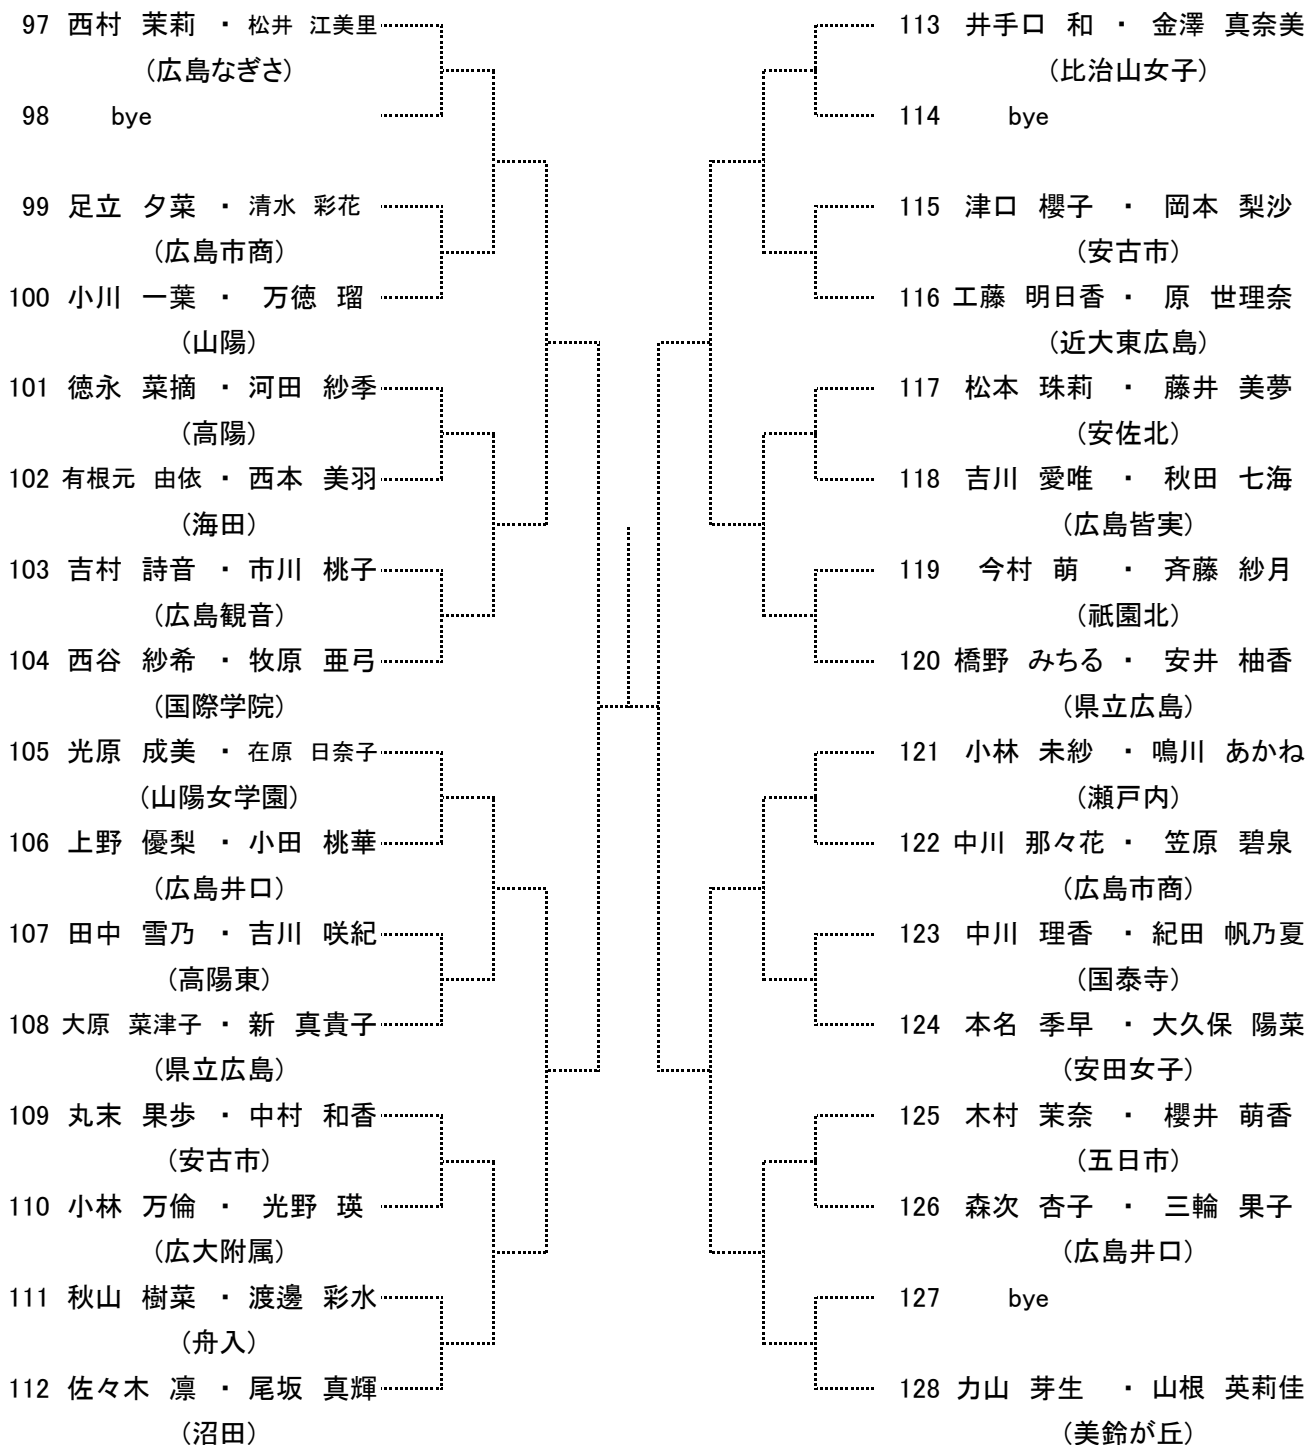 97 西村 茉莉 ・ 松井 江美里
(広島なぎさ)
98 bye
99 足立 夕菜 ・ 清水 彩花
(広島市商)
100 小川 一葉 ・ 万徳 瑠
(山陽)
101 徳永 菜摘 ・ 河田 紗季
(高陽)
102 有根元 由依 ・ 西本 美羽
(海田)
103 吉村 詩音 ・ 市川 桃子
(広島観音)
104 西谷 紗希 ・ 牧原 亜弓
(国際学院)
105 光原 成美 ・ 在原 日奈子
(山陽女学園)
106 上野 優梨 ・ 小田 桃華
(広島井口)
107 田中 雪乃 ・ 吉川 咲紀
(高陽東)
108 大原 菜津子 ・ 新 真貴子
(県立広島)
109 丸末 果歩 ・ 中村 和香
(安古市)
110 小林 万倫 ・ 光野 瑛
(広大附属)
111 秋山 樹菜 ・ 渡邊 彩水
(舟入)
112 佐々木 凛 ・ 尾坂 真輝
(沼田)
113 井手口 和 ・ 金澤 真奈美
(比治山女子)
114 bye
115 津口 櫻子 ・ 岡本 梨沙
(安古市)
116 工藤 明日香 ・ 原 世理奈
(近大東広島)
117 松本 珠莉 ・ 藤井 美夢
(安佐北)
118 吉川 愛唯 ・ 秋田 七海
(広島皆実)
119 今村 萌 ・ 斉藤 紗月
(祇園北)
120 橋野 みちる ・ 安井 柚香
(県立広島)
121 小林 未紗 ・ 鳴川 あかね
(瀬戸内)
122 中川 那々花 ・ 笠原 碧泉
(広島市商)
123 中川 理香 ・ 紀田 帆乃夏
(国泰寺)
124 本名 季早 ・ 大久保 陽菜
(安田女子)
125 木村 茉奈 ・ 櫻井 萌香
(五日市)
126 森次 杏子 ・ 三輪 果子
(広島井口)
127 bye
128 力山 芽生 ・ 山根 英莉佳
(美鈴が丘)